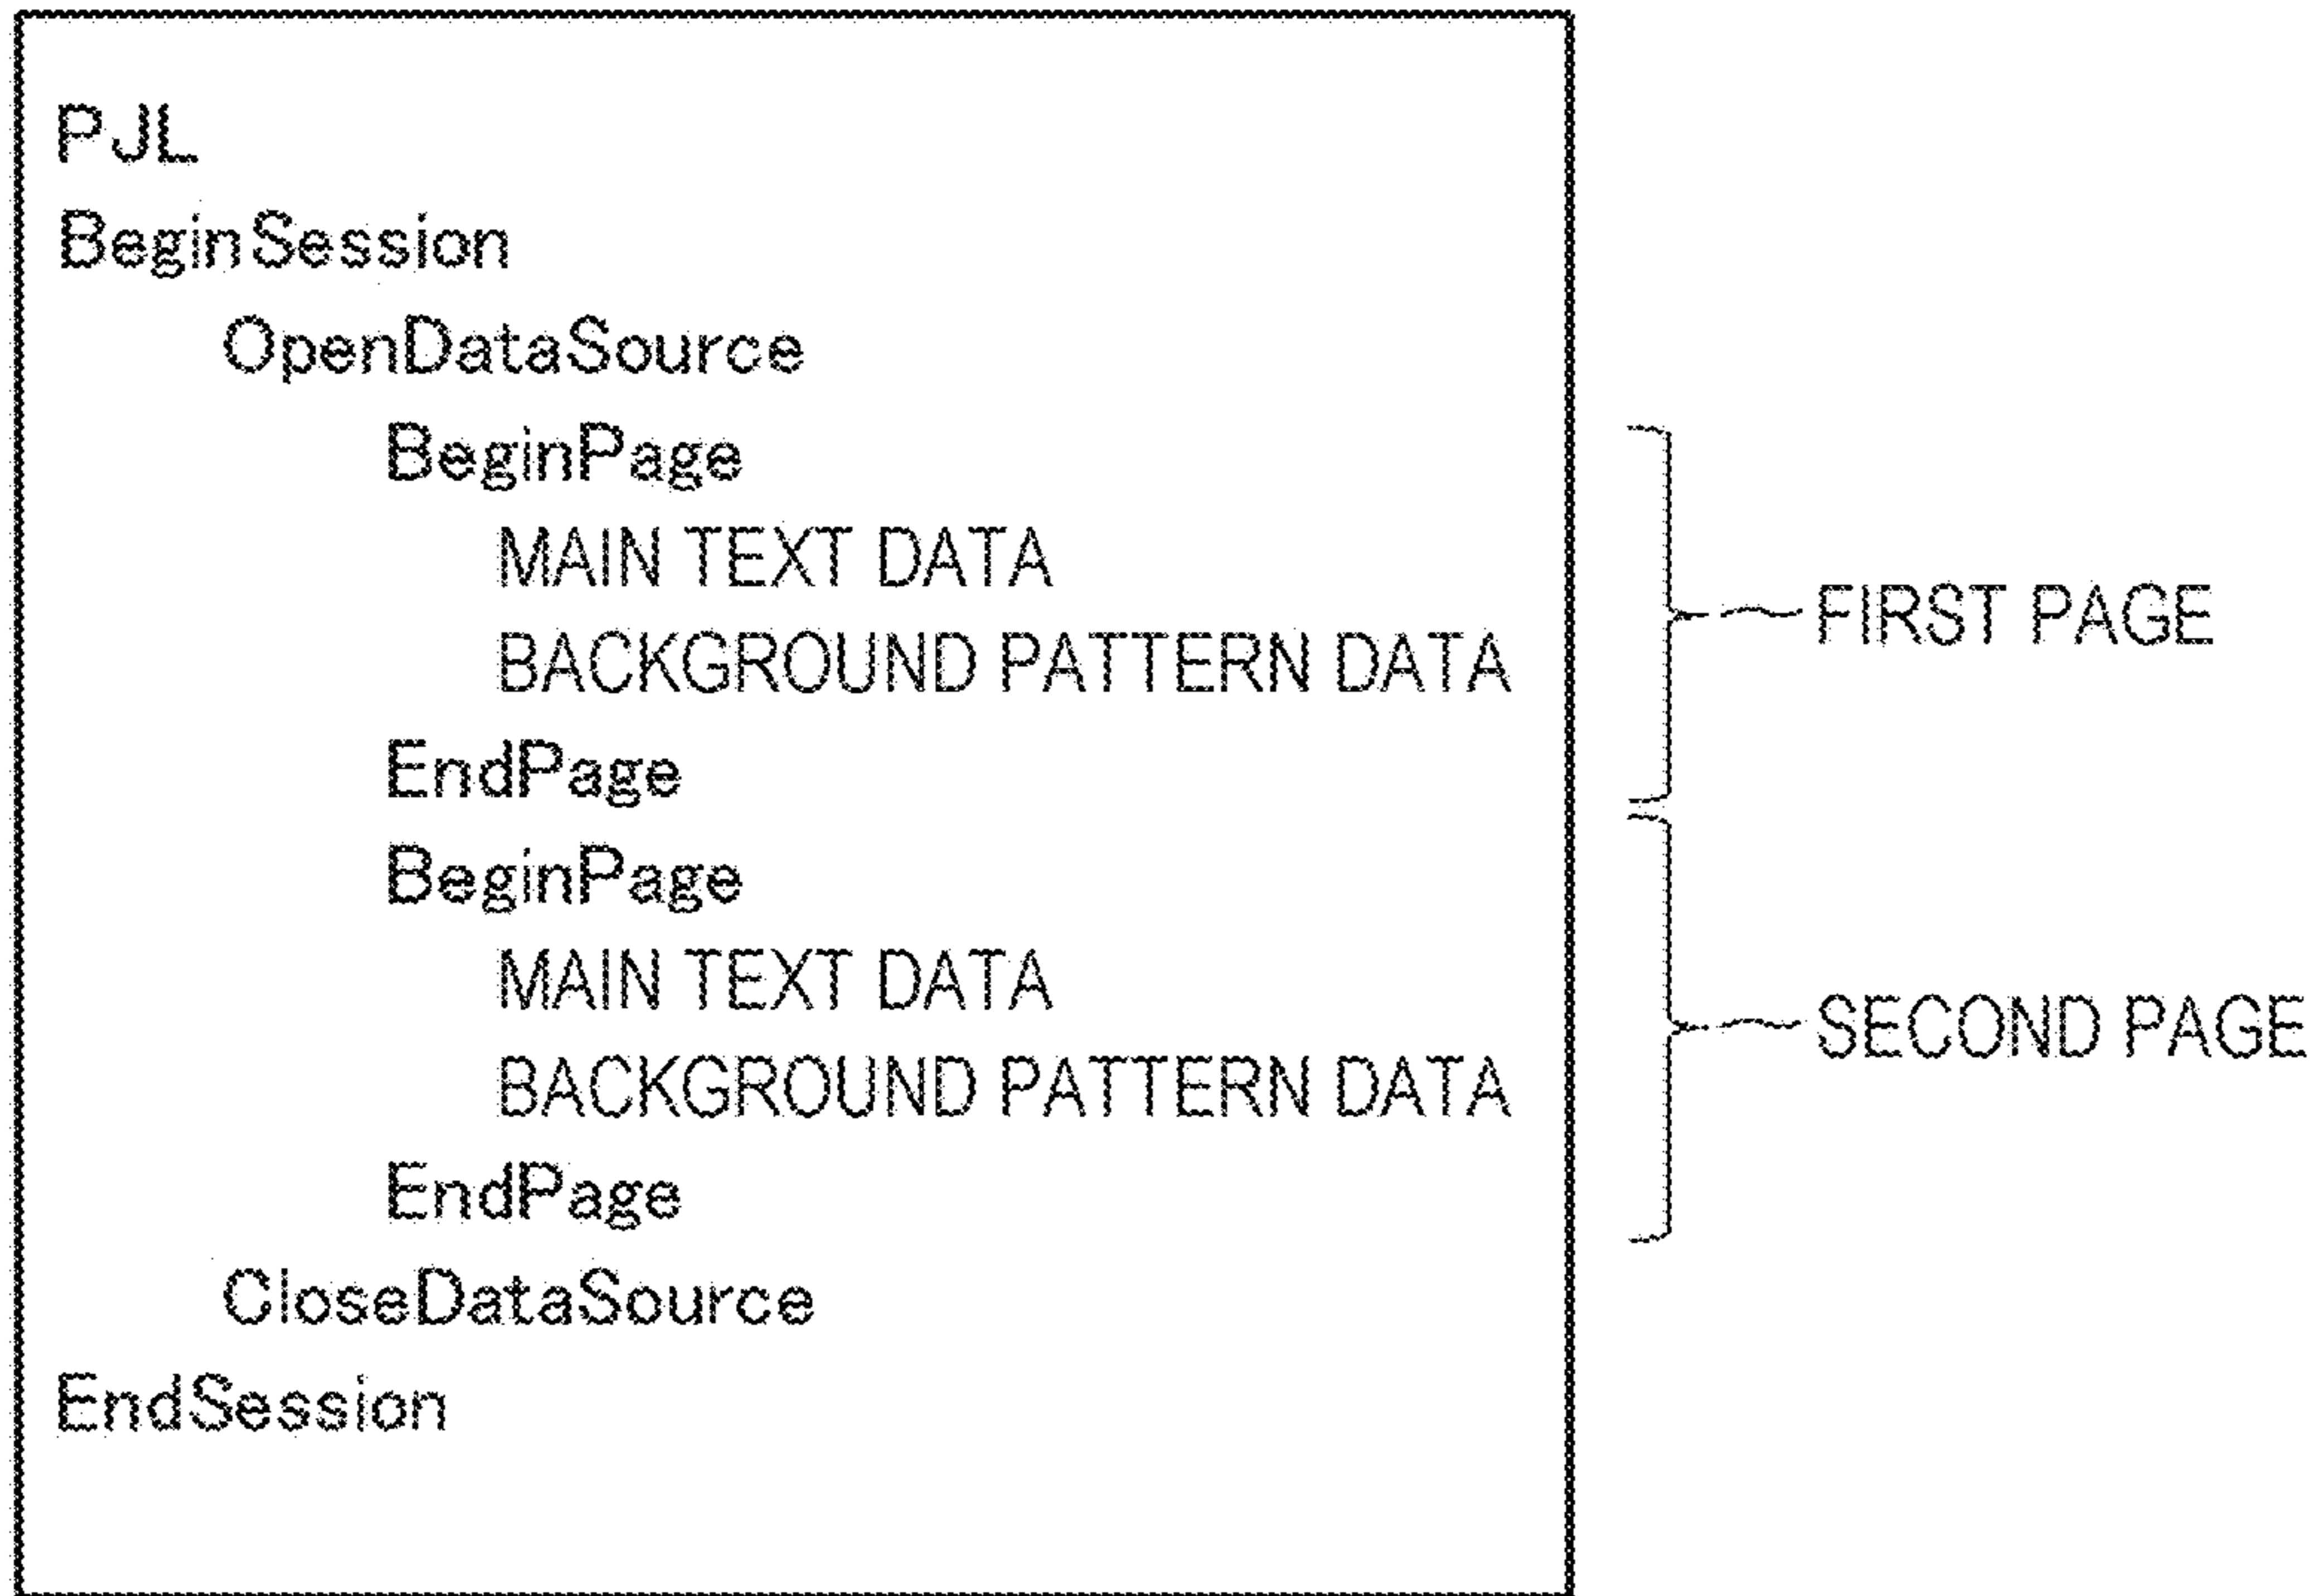 PJL
BeginSession
OpenDataSource
BeginPage
MAIN TEXT DATA
BACKGROUND PATTERN DATA
EndPage
BeginPage
MAIN TEXT DATA
BACKGROUND PATTERN DATA
EndPage
CloseDataSource
EndSession
FIRST PAGE
SECOND PAGE